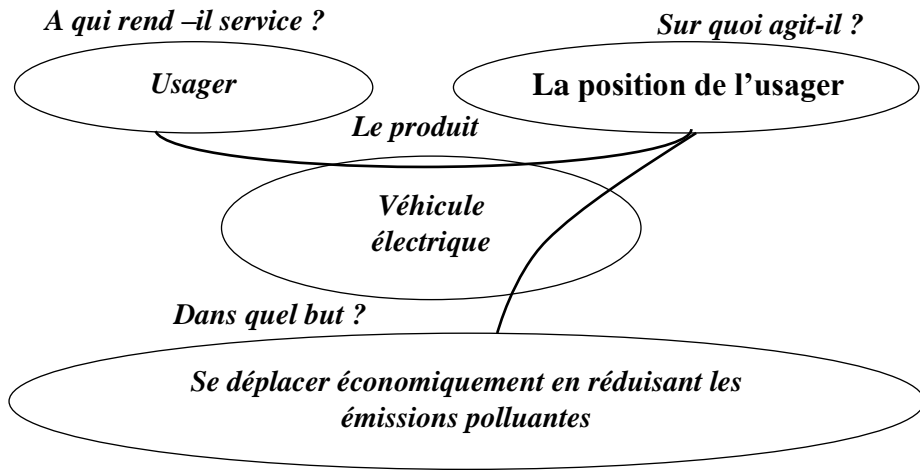 A qui rend –il service ?
Sur quoi agit-il ?
Usager
La position de l'usager
Le produit
Véhicule
électrique
Dans quel but ?
Se déplacer économiquement en réduisant les
émissions polluantes